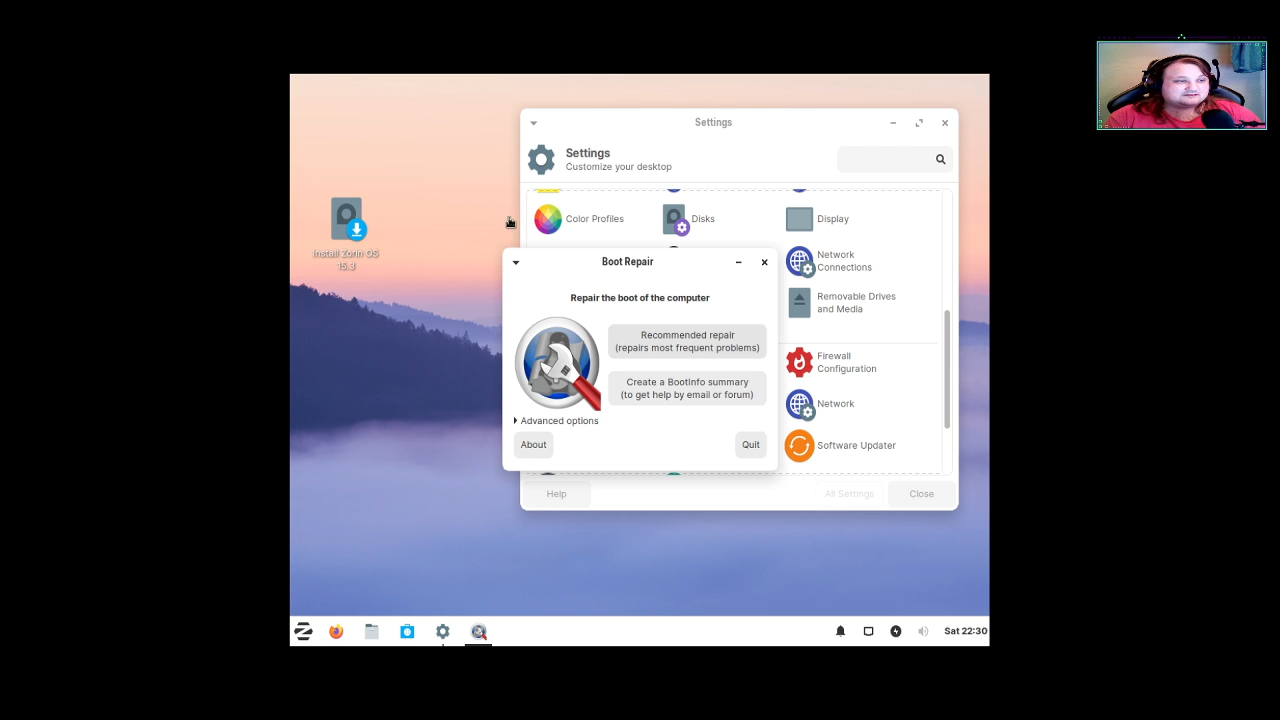 Settings
Settings
Customize your desktop
Install Zorin OS
15.3
Color Profiles
Disks
Display
Network
Connections
Removable Drives
and Media
Firewall
Configuration
Network
Software Updater
Boot Repair
Repair the boot of the computer
Recommended repair
(repairs most frequent problems)
Create a BootInfo summary
(to get help by email or forum)
Advanced options
About
Quit
Help
All Settings
Close
Sat 22:30